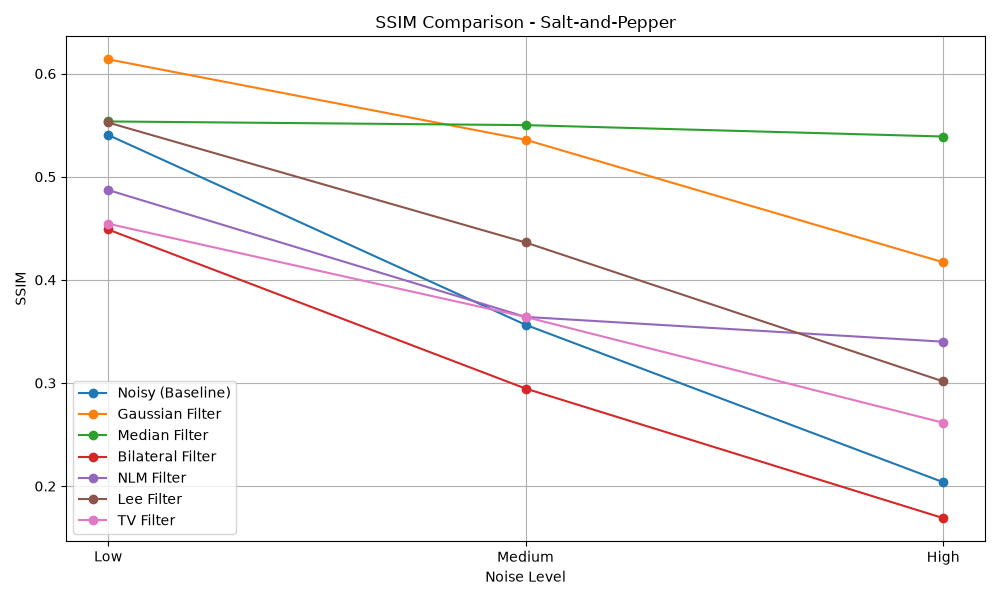 SSIM Comparison - Salt-and-Pepper
0.6
0.5
0.4
0.3
0.2
SSIM
Noisy (Baseline)
Gaussian Filter
Median Filter
Bilateral Filter
NLM Filter
Lee Filter
TV Filter
Low
Medium
High
Noise Level